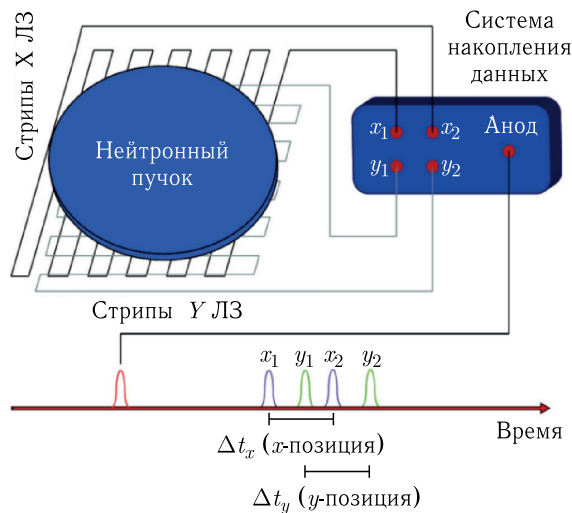 Стрипы X ЛЗ
Нейтронный
пучок
Система
накопления
данных
x₁ x₂
Анод
y₁ y₂
Стрипы Y ЛЗ
x₁ y₁ x₂ y₂
Время
Δtₓ (x-позиция)
Δt_y (y-позиция)